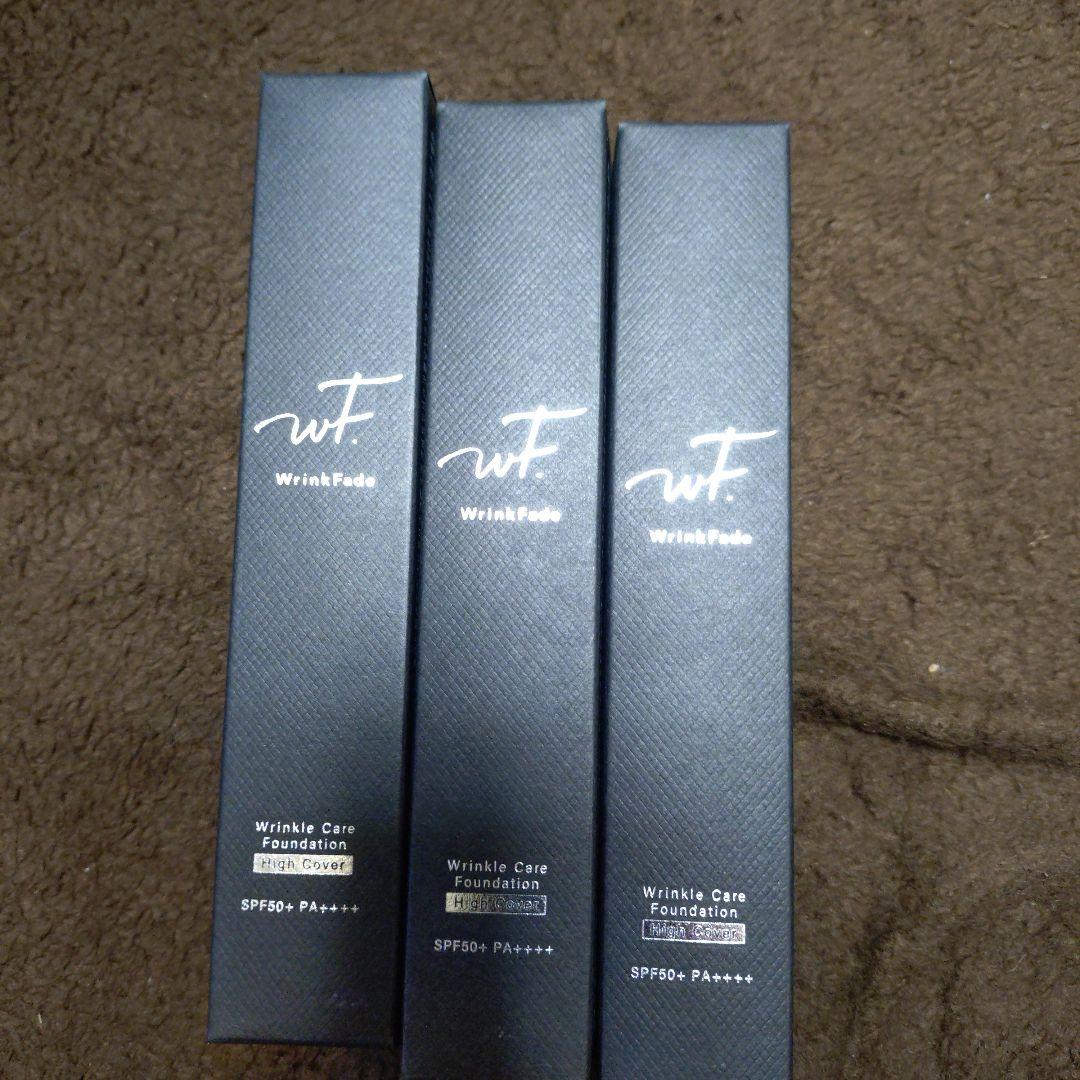 wF.
WrinkFade
Wrinkle Care
Foundation
High Cover
SPF50+ PA++++
wF.
WrinkFade
Wrinkle Care
Foundation
High Cover
SPF50+ PA++++
wF.
WrinkFade
Wrinkle Care
Foundation
High Cover
SPF50+ PA++++